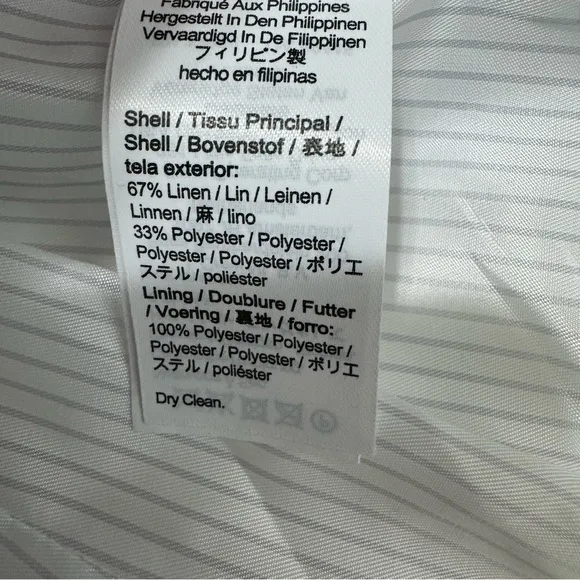 Fabriqué Aux Philippines
Hergestellt In Den Philippinen
Vervaardigd In De Filippijnen
フィリピン製
hecho en filipinas
Shell / Tissu Principal /
Shell / Bovenstof / 表地 /
tela exterior:
67% Linen / Lin / Leinen /
Linnen / 麻 / lino
33% Polyester / Polyester /
Polyester / Polyester / ポリエ
ステル / poliéster
Lining / Doublure / Futter
/ Voering / 裏地 / forro:
100% Polyester / Polyester /
Polyester / Polyester / ポリエ
ステル / poliéster
Dry Clean.